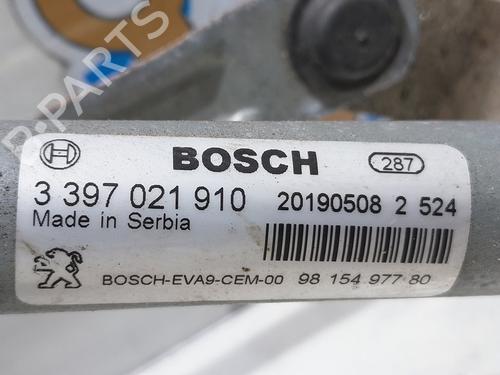 B-PARTS
BOSCH 287
3 397 021 910 20190508 2 524
Made in Serbia
BOSCH-EVA9-CEM-00 98 154 977 80